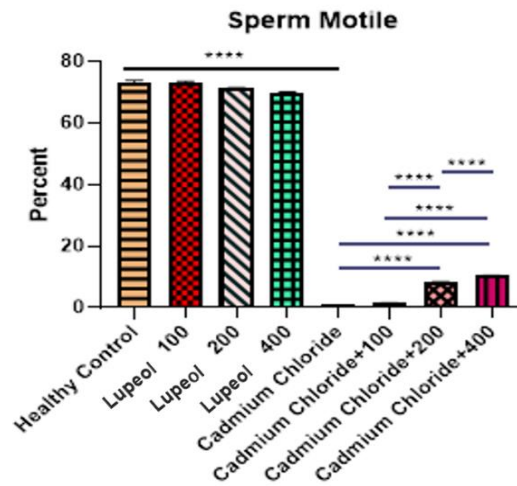 Sperm Motile
Percent
80
60
40
20
0
****
****
****
****
****
****
Healthy Control
Lupeol 100
Lupeol 200
Lupeol 400
Cadmium Chloride
Cadmium Chloride+100
Cadmium Chloride+200
Cadmium Chloride+400